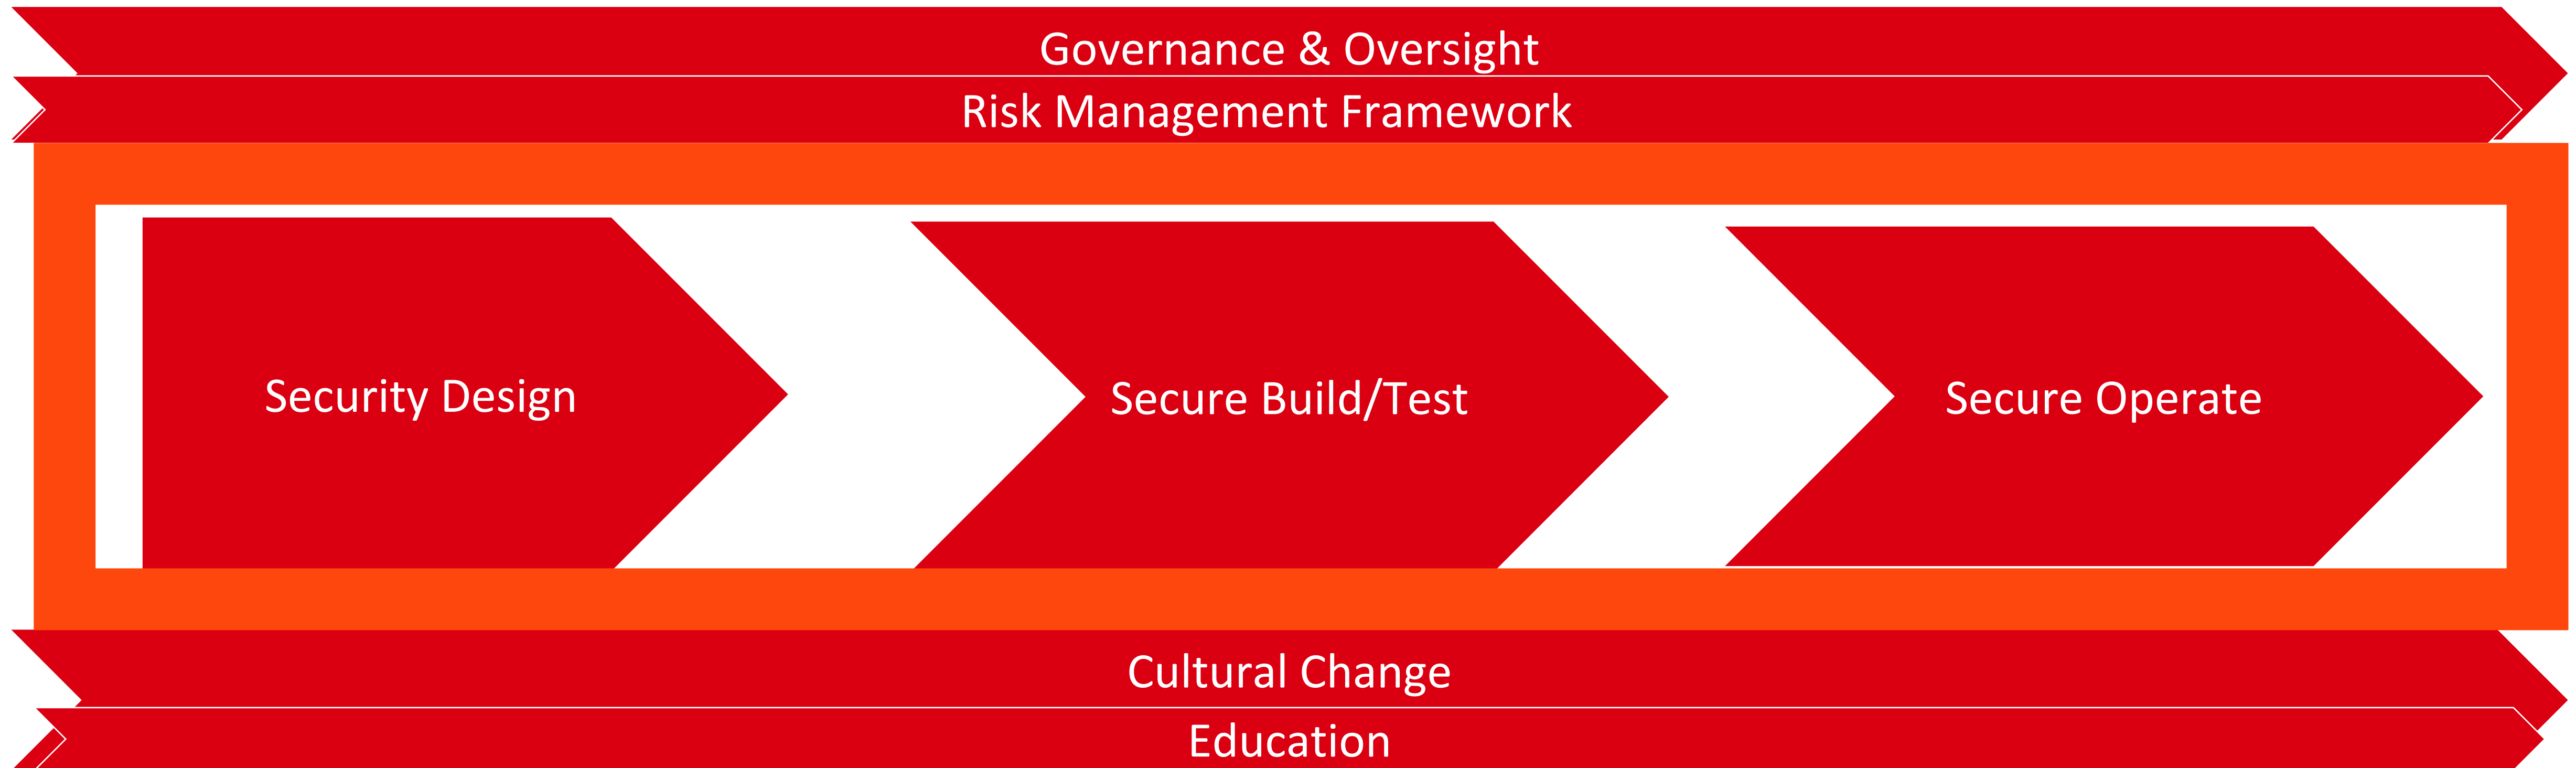 Governance & Oversight
Risk Management Framework
Security Design
Secure Build/Test
Secure Operate
Cultural Change
Education